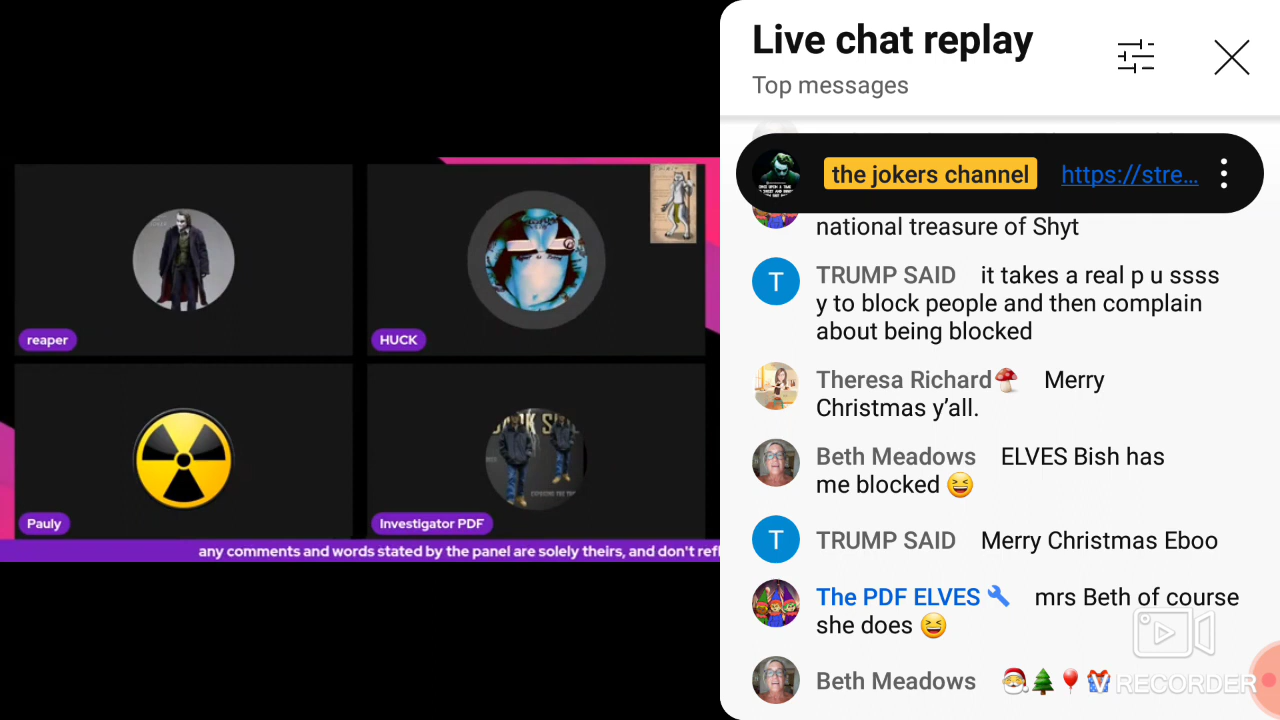 reaper
HUCK
Pauly
Investigator PDF
any comments and words stated by the panel are solely theirs, and don't refl
Live chat replay
Top messages
the jokers channel https://stre...
national treasure of Shyt
TRUMP SAID it takes a real p u ssss
y to block people and then complain
about being blocked
Theresa Richard🍄 Merry
Christmas y'all.
Beth Meadows ELVES Bish has
me blocked 😆
TRUMP SAID Merry Christmas Eboo
The PDF ELVES 🔧 mrs Beth of course
she does 😆
Beth Meadows 🎅🎄🎈🎁
V RECORDER